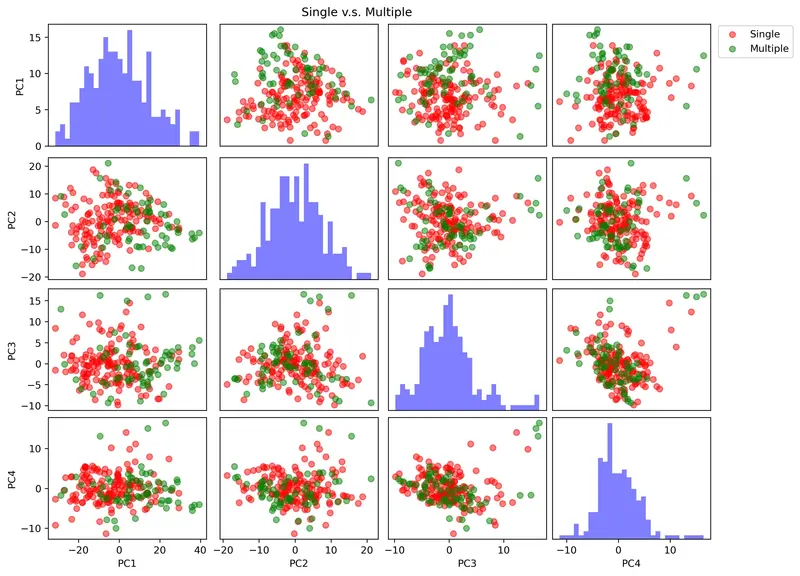 Single v.s. Multiple
Single
Multiple
PC1
15
10
5
0
PC2
20
10
0
−10
−20
PC3
15
10
5
0
−5
−10
PC4
10
0
−10
−20 0 20 40
−20 −10 0 10 20
−10 0 10
−10 0 10
PC1 PC2 PC3 PC4